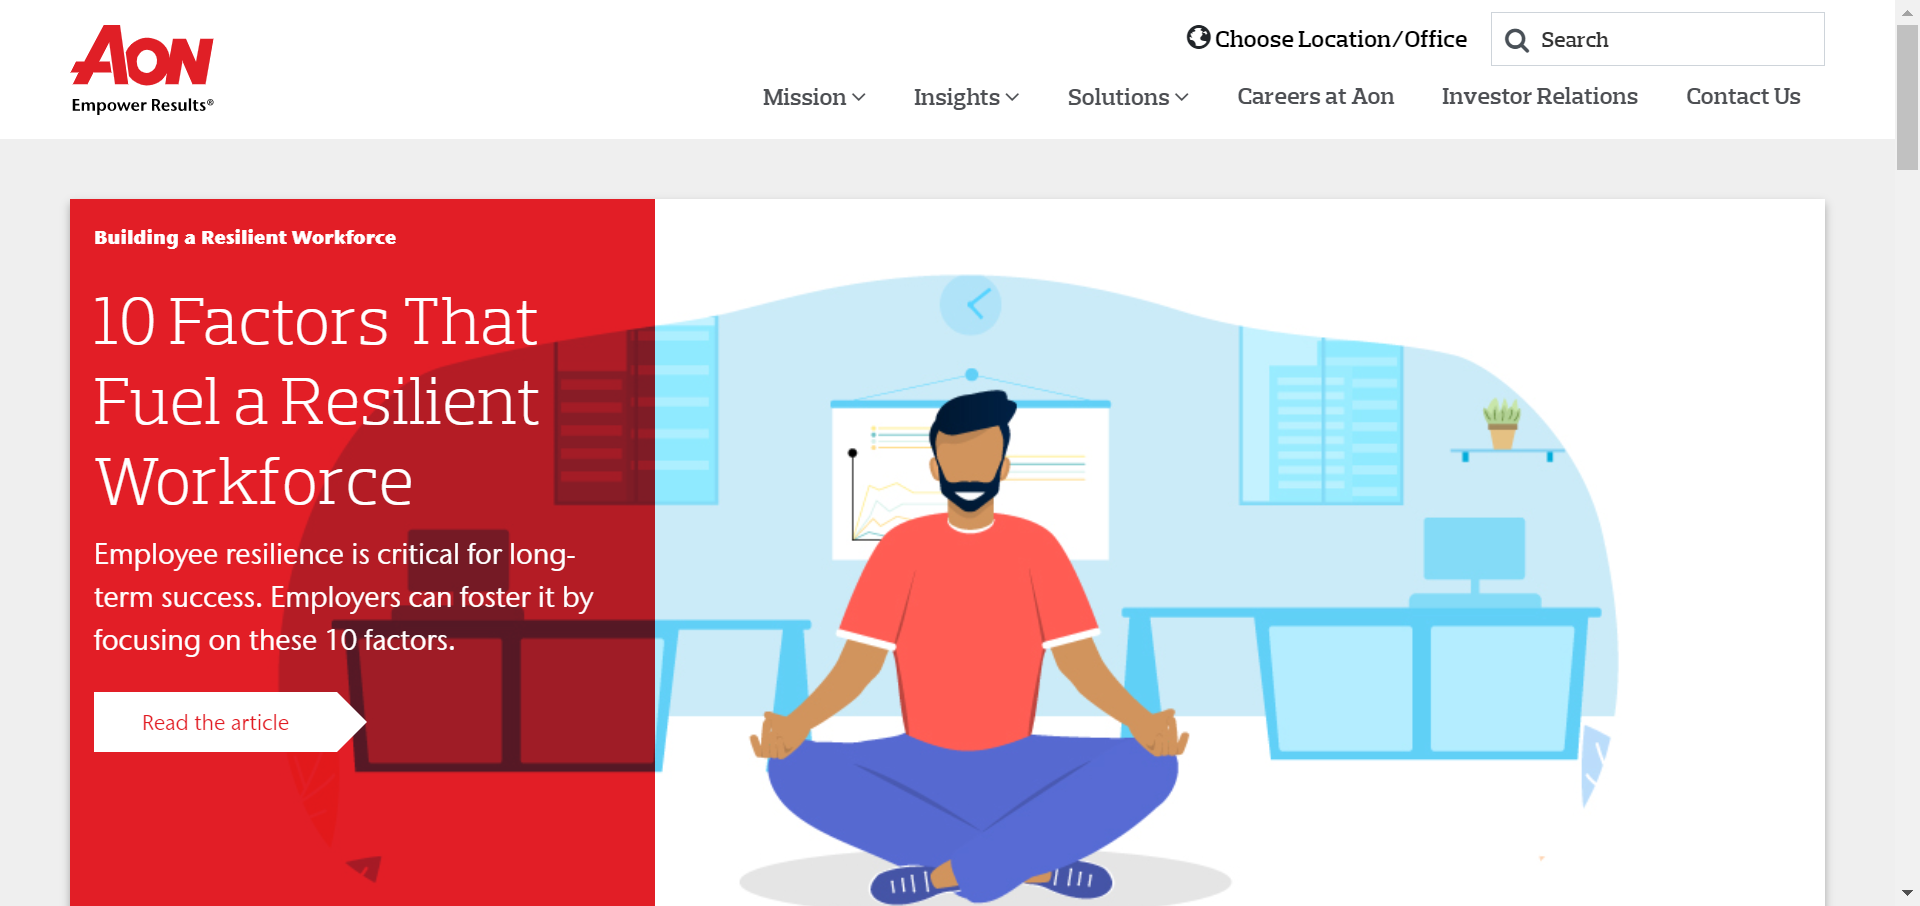 AON
Empower Results®
Choose Location/Office
Search
Mission
Insights
Solutions
Careers at Aon
Investor Relations
Contact Us
Building a Resilient Workforce
10 Factors That
Fuel a Resilient
Workforce
Employee resilience is critical for long-
term success. Employers can foster it by
focusing on these 10 factors.
Read the article